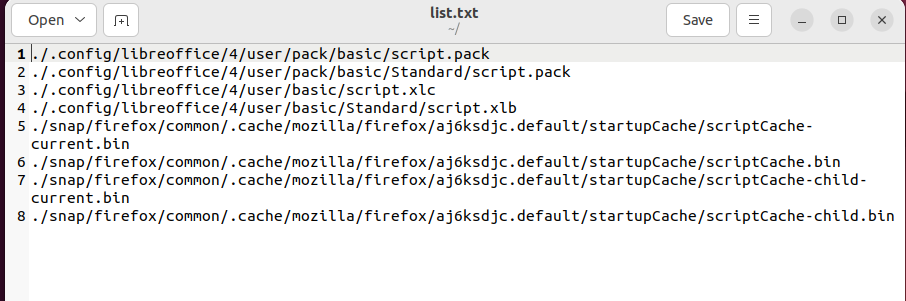 Open
list.txt
~/
Save
1 ./.config/libreoffice/4/user/pack/basic/script.pack
2 ./.config/libreoffice/4/user/pack/basic/Standard/script.pack
3 ./.config/libreoffice/4/user/basic/script.xlc
4 ./.config/libreoffice/4/user/basic/Standard/script.xlb
5 ./snap/firefox/common/.cache/mozilla/firefox/aj6ksdjc.default/startupCache/scriptCache-
current.bin
6 ./snap/firefox/common/.cache/mozilla/firefox/aj6ksdjc.default/startupCache/scriptCache.bin
7 ./snap/firefox/common/.cache/mozilla/firefox/aj6ksdjc.default/startupCache/scriptCache-child-
current.bin
8 ./snap/firefox/common/.cache/mozilla/firefox/aj6ksdjc.default/startupCache/scriptCache-child.bin